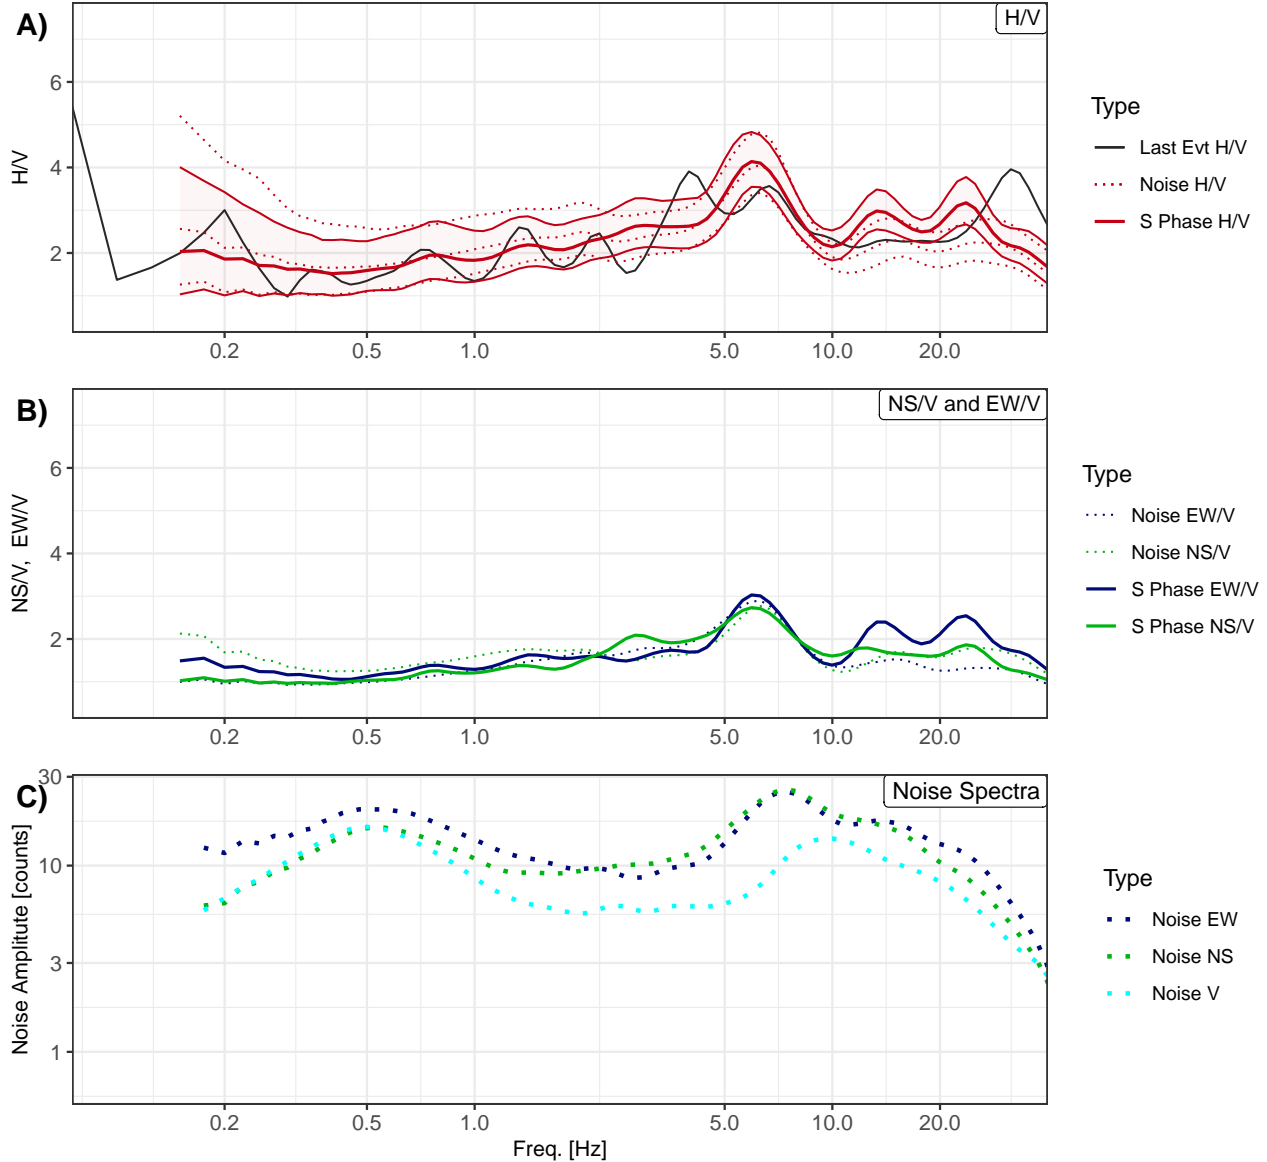 A)
H/V
6
4
2
H/V
0.2 0.5 1.0 5.0 10.0 20.0
Type
Last Evt H/V
Noise H/V
S Phase H/V
B)
NS/V and EW/V
6
4
2
NS/V, EW/V
0.2 0.5 1.0 5.0 10.0 20.0
Type
Noise EW/V
Noise NS/V
S Phase EW/V
S Phase NS/V
C)
Noise Spectra
30
10
3
1
Noise Amplitute [counts]
0.2 0.5 1.0 5.0 10.0 20.0
Freq. [Hz]
Type
Noise EW
Noise NS
Noise V